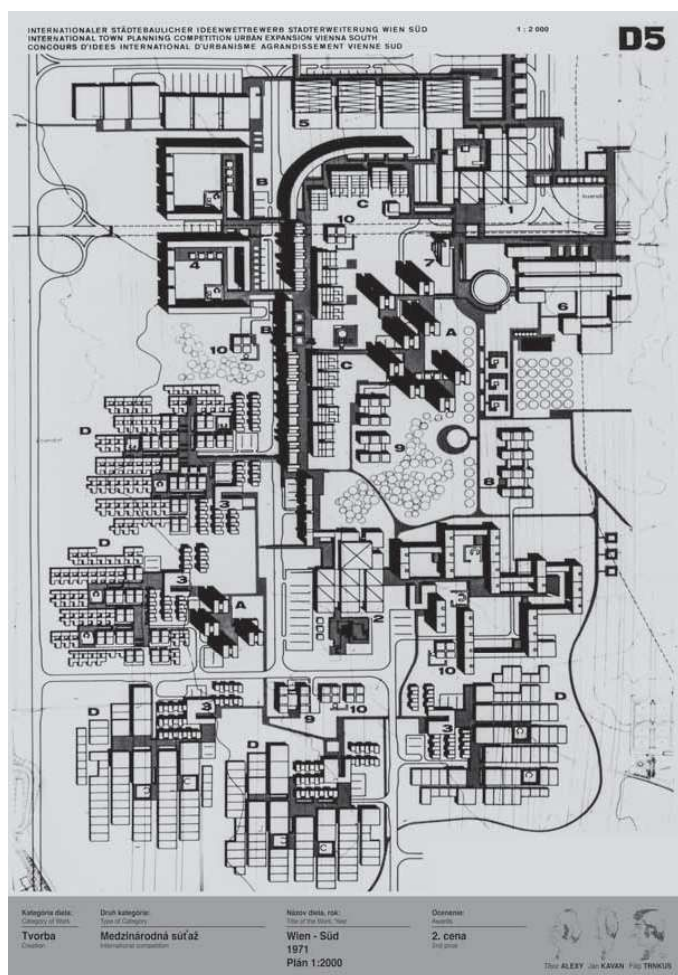 INTERNATIONALER STÄDTEBAULICHER IDEENWETTBEWERB STADTERWEITERUNG WIEN SÜD
INTERNATIONAL TOWN PLANNING COMPETITION URBAN EXPANSION VIENNA SOUTH
CONCOURS D'IDEES INTERNATIONAL D'URBANISME AGRANDISSEMENT VIENNE SUD
1 : 2 000
D5
5
B
C
1
10
4
7
6
B
A
10
C
D
9
8
3
D
3
A
2
10
D
3
9
10
D
D
3
Kategória diela:
Category of Work
Tvorba
Creation
Druh kategórie:
Type of Category
Medzinárodná súťaž
International competition
Názov diela, rok:
Title of the Work, Year
Wien - Süd
1971
Plán 1:2000
Ocenenie:
Awards
2. cena
2nd prize
Tibor ALEXY Ján KAVAN Filip TRNKUS